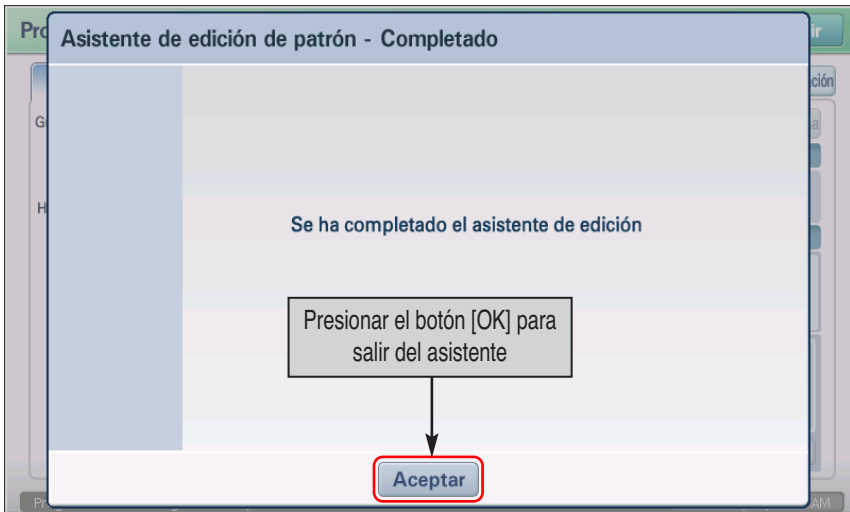 Asistente de edición de patrón - Completado
Se ha completado el asistente de edición
Presionar el botón [OK] para
salir del asistente
Aceptar
AM